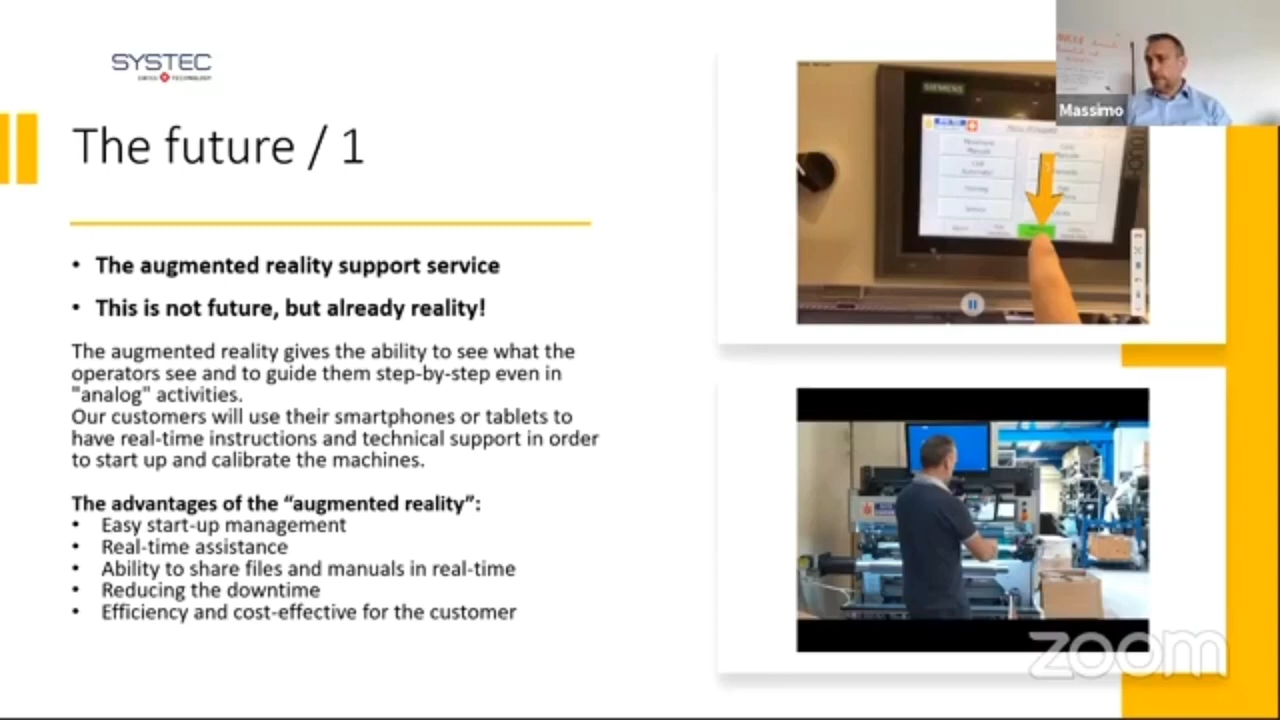 SYSTEC
SWISS TECHNOLOGY
The future / 1
• The augmented reality support service
• This is not future, but already reality!
The augmented reality gives the ability to see what the
operators see and to guide them step-by-step even in
"analog" activities.
Our customers will use their smartphones or tablets to
have real-time instructions and technical support in order
to start up and calibrate the machines.
The advantages of the “augmented reality”:
• Easy start-up management
• Real-time assistance
• Ability to share files and manuals in real-time
• Reducing the downtime
• Efficiency and cost-effective for the customer
SIEMENS
Massimo
zoom